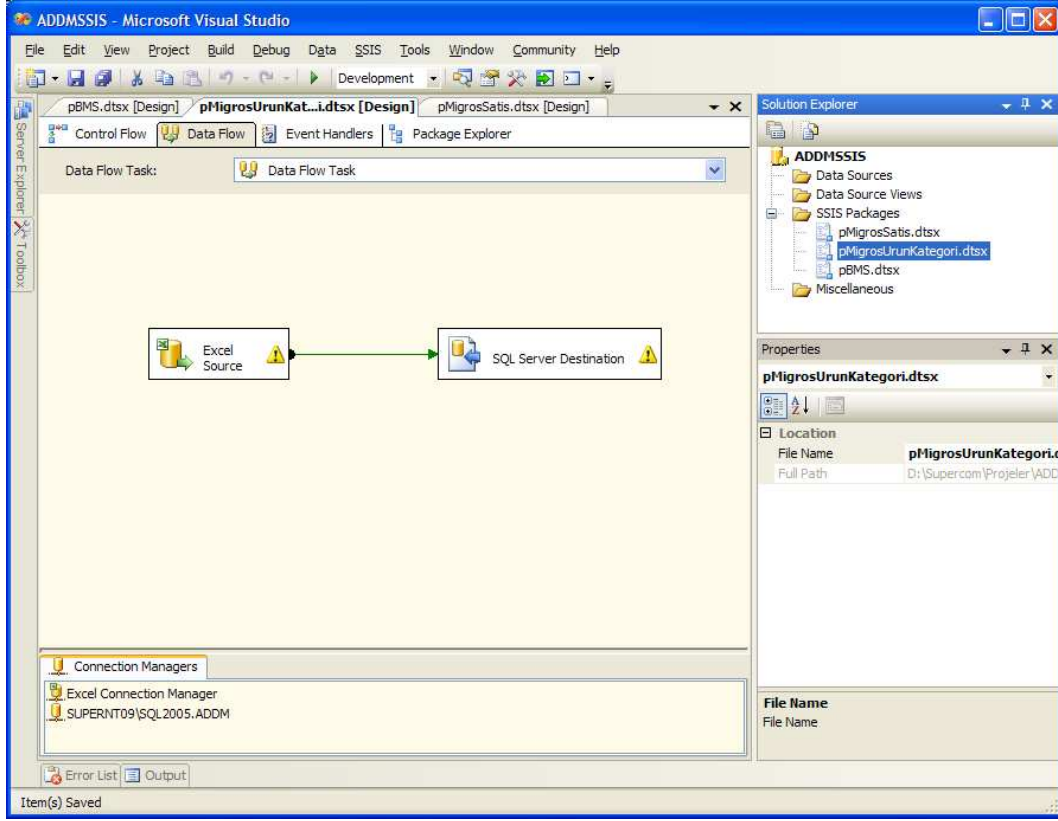 ADDMSSIS - Microsoft Visual Studio
File Edit View Project Build Debug Data SSIS Tools Window Community Help
Development
pBMS.dtsx [Design] pMigrosUrunKat...i.dtsx [Design] pMigrosSatis.dtsx [Design]
Control Flow Data Flow Event Handlers Package Explorer
Data Flow Task: Data Flow Task
Server Explorer
Toolbox
Excel
Source
SQL Server Destination
Connection Managers
Excel Connection Manager
SUPERNT09\SQL2005.ADDM
Error List Output
Item(s) Saved
Solution Explorer
ADDMSSIS
Data Sources
Data Source Views
SSIS Packages
pMigrosSatis.dtsx
pMigrosUrunKategori.dtsx
pBMS.dtsx
Miscellaneous
Properties
pMigrosUrunKategori.dtsx
Location
File Name pMigrosUrunKategori.d
Full Path D:\Supercom\Projeler\ADD
File Name
File Name